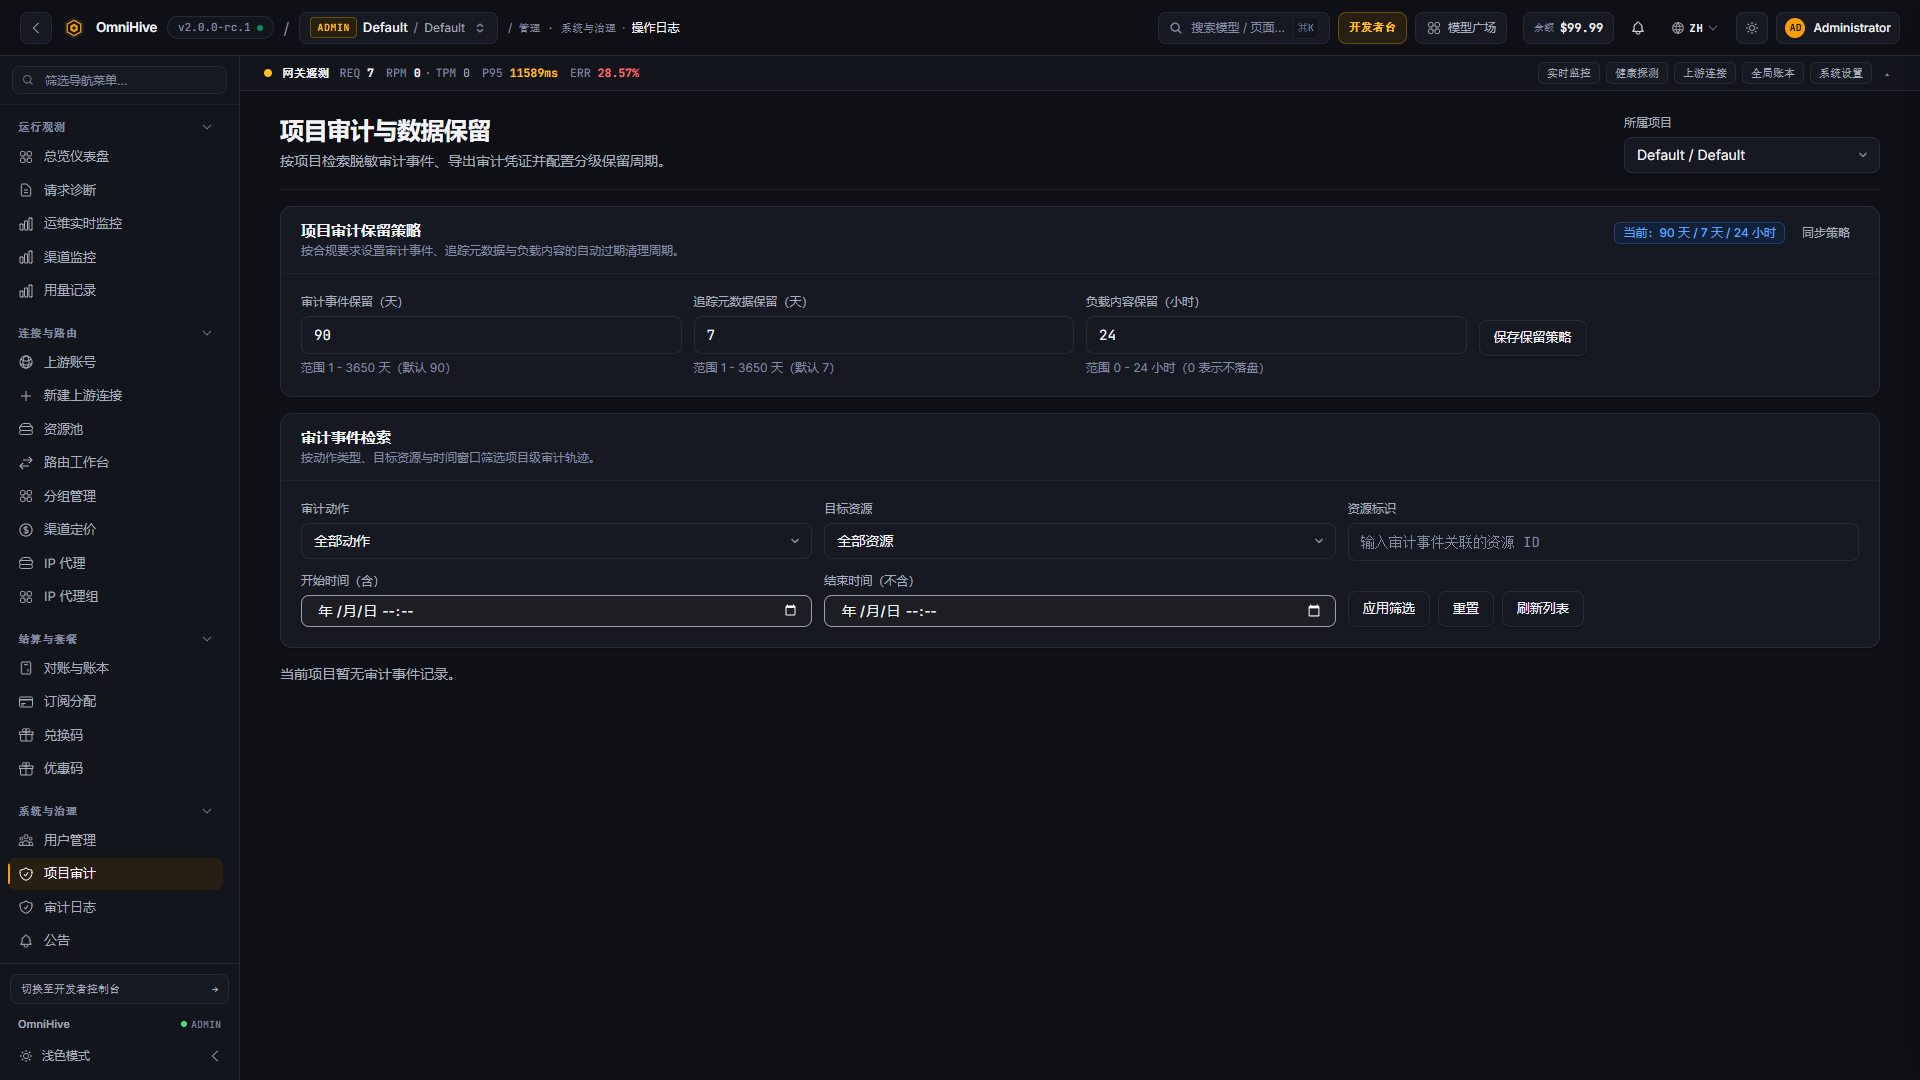 OmniHive v2.0.0-rc.1 / ADMIN Default / Default / 管理 · 系统与治理 · 操作日志 搜索模型 / 页面... ⌘K 开发者台 模型广场 余额 $99.99 ZH AD Administrator
筛选导航菜单...
网关遥测 REQ 7 RPM 0 · TPM 0 P95 11589ms ERR 28.57% 实时监控 健康探测 上游连接 全局账本 系统设置
运行观测
总览仪表盘
请求诊断
运维实时监控
渠道监控
用量记录
连接与路由
上游账号
新建上游连接
资源池
路由工作台
分组管理
渠道定价
IP 代理
IP 代理组
结算与套餐
对账与账本
订阅分配
兑换码
优惠码
系统与治理
用户管理
项目审计
审计日志
公告
切换至开发者控制台 →
OmniHive ADMIN
浅色模式
项目审计与数据保留
按项目检索脱敏审计事件、导出审计凭证并配置分级保留周期。
所属项目
Default / Default
项目审计保留策略
按合规要求设置审计事件、追踪元数据与负载内容的自动过期清理周期。
当前：90 天 / 7 天 / 24 小时 同步策略
审计事件保留（天） 追踪元数据保留（天） 负载内容保留（小时）
90 7 24 保存保留策略
范围 1 - 3650 天（默认 90） 范围 1 - 3650 天（默认 7） 范围 0 - 24 小时（0 表示不落盘）
审计事件检索
按动作类型、目标资源与时间窗口筛选项目级审计轨迹。
审计动作 目标资源 资源标识
全部动作 全部资源 输入审计事件关联的资源 ID
开始时间（含） 结束时间（不含）
年 /月/日 --:-- 年 /月/日 --:-- 应用筛选 重置 刷新列表
当前项目暂无审计事件记录。